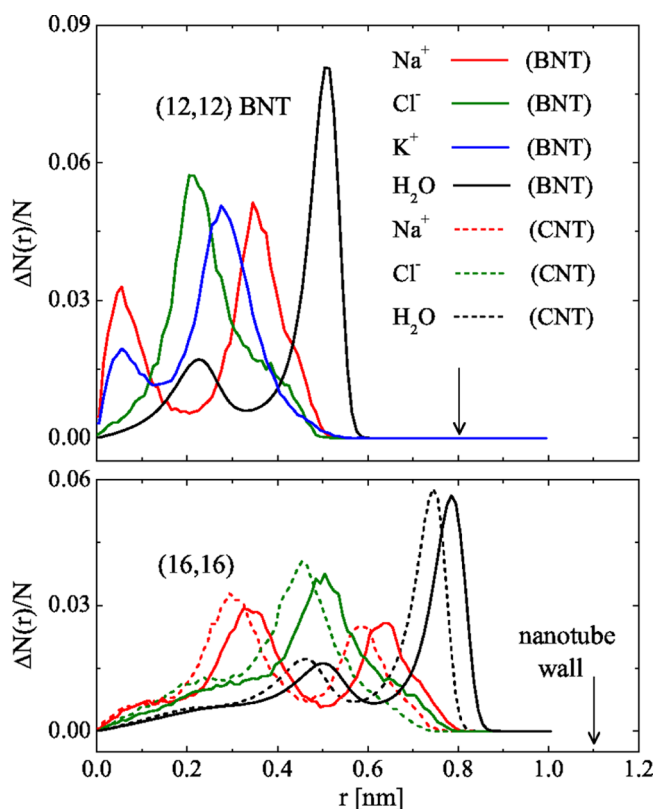 0.09
Na⁺ (BNT)
(12,12) BNT
Cl⁻ (BNT)
K⁺ (BNT)
0.06
H₂O (BNT)
Na⁺ (CNT)
Cl⁻ (CNT)
0.03
H₂O (CNT)
ΔN(r)/N
0.00
0.06
(16,16)
0.03
nanotube
wall
ΔN(r)/N
0.00
0.0 0.2 0.4 0.6 0.8 1.0 1.2
r [nm]